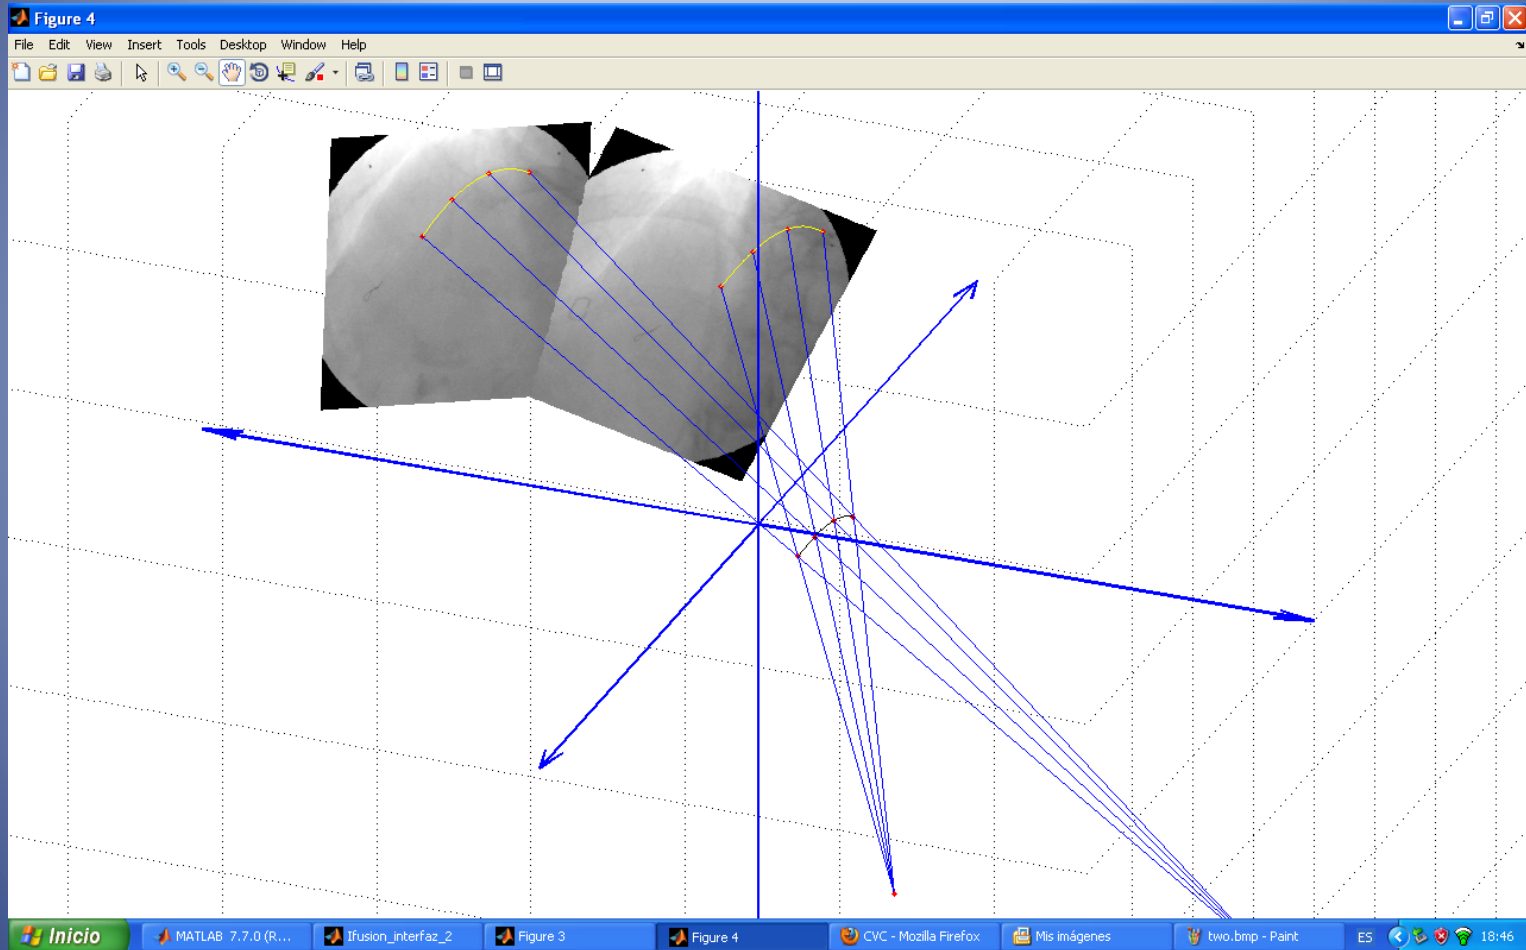 Figure 4
File Edit View Insert Tools Desktop Window Help
Inicio MATLAB 7.7.0 (R... Ifusion_interfaz_2 Figure 3 Figure 4 CVC - Mozilla Firefox Mis imágenes two.bmp - Paint ES 18:46